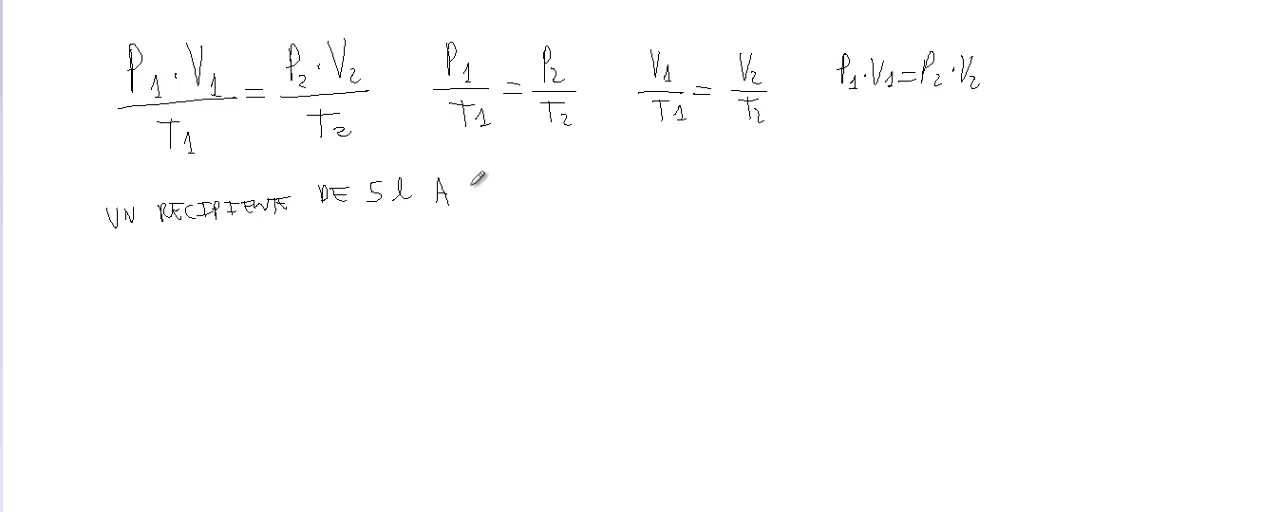 P₁·V₁/T₁ = P₂·V₂/T₂ P₁/T₁ = P₂/T₂ V₁/T₁ = V₂/T₂ P₁·V₁=P₂·V₂
UN RECIPIENTE DE 5 l A